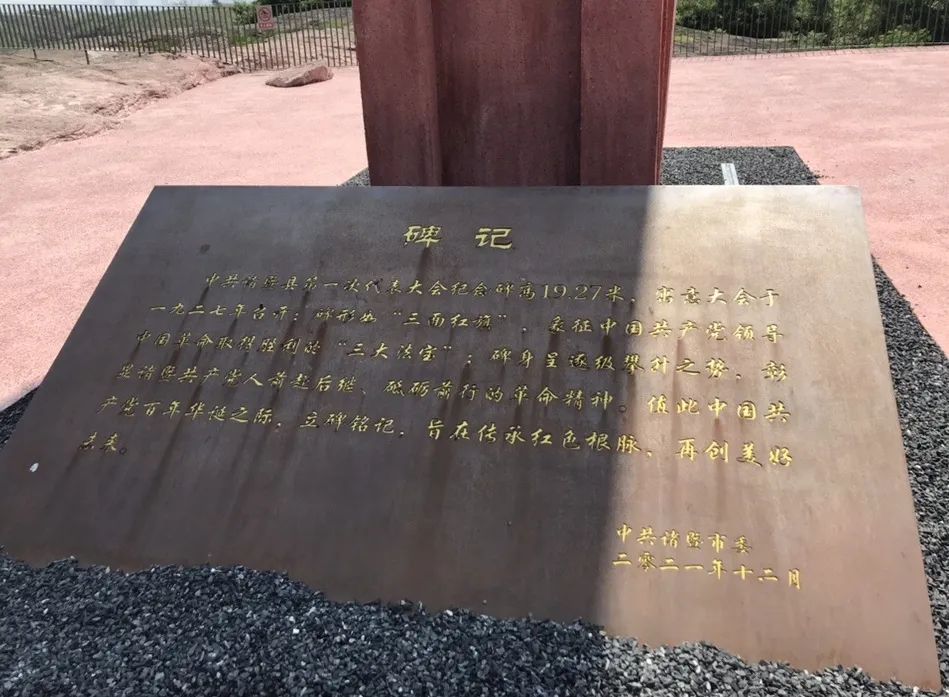 碑记
中共诸暨县第一次代表大会纪念碑高19.27米，寓意大会于
一九二七年召开；碑形如“三面红旗”，象征中国共产党领导
中国革命取得胜利的“三大法宝”；碑身呈逐级攀升之势，彰
显诸暨共产党人前赴后继、砥砺前行的革命精神。值此中国共
产党百年华诞之际，立碑铭记，旨在传承红色根脉，再创美好
未来。
中共诸暨市委
二零二一年十二月